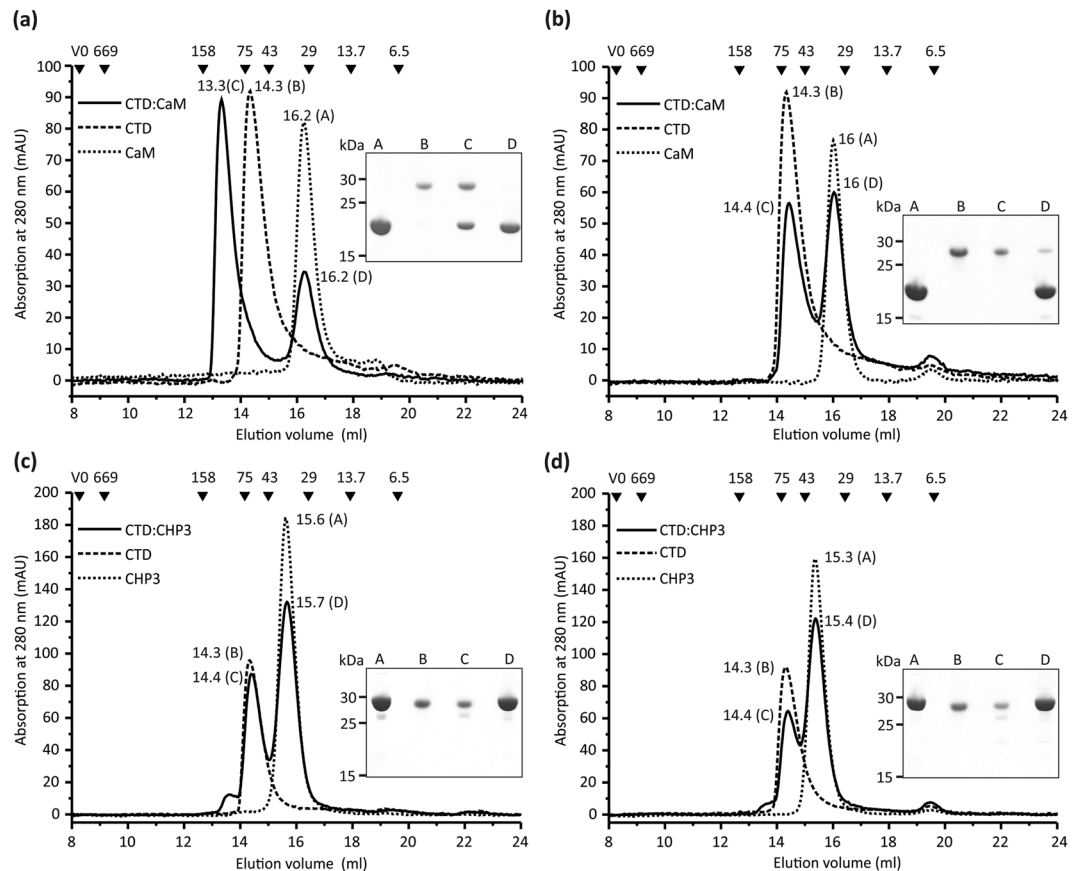 (a)
V0 669 158 75 43 29 13.7 6.5
100
90
80
70
60
50
40
30
20
10
0
Absorption at 280 nm (mAU)
CTD:CaM
CTD
CaM
13.3(C) 14.3 (B)
16.2 (A)
16.2 (D)
kDa A B C D
30
25
15
8 10 12 14 16 18 20 22 24
Elution volume (ml)
(b)
V0 669 158 75 43 29 13.7 6.5
100
90
80
70
60
50
40
30
20
10
0
Absorption at 280 nm (mAU)
CTD:CaM
CTD
CaM
14.3 (B)
16 (A)
16 (D)
14.4 (C)
kDa A B C D
30
25
15
8 10 12 14 16 18 20 22 24
Elution volume (ml)
(c)
V0 669 158 75 43 29 13.7 6.5
200
180
160
140
120
100
80
60
40
20
0
Absorption at 280 nm (mAU)
CTD:CHP3
CTD
CHP3
15.6 (A)
15.7 (D)
14.3 (B)
14.4 (C)
kDa A B C D
30
25
15
8 10 12 14 16 18 20 22 24
Elution volume (ml)
(d)
V0 669 158 75 43 29 13.7 6.5
200
180
160
140
120
100
80
60
40
20
0
Absorption at 280 nm (mAU)
CTD:CHP3
CTD
CHP3
15.3 (A)
15.4 (D)
14.3 (B)
14.4 (C)
kDa A B C D
30
25
15
8 10 12 14 16 18 20 22 24
Elution volume (ml)